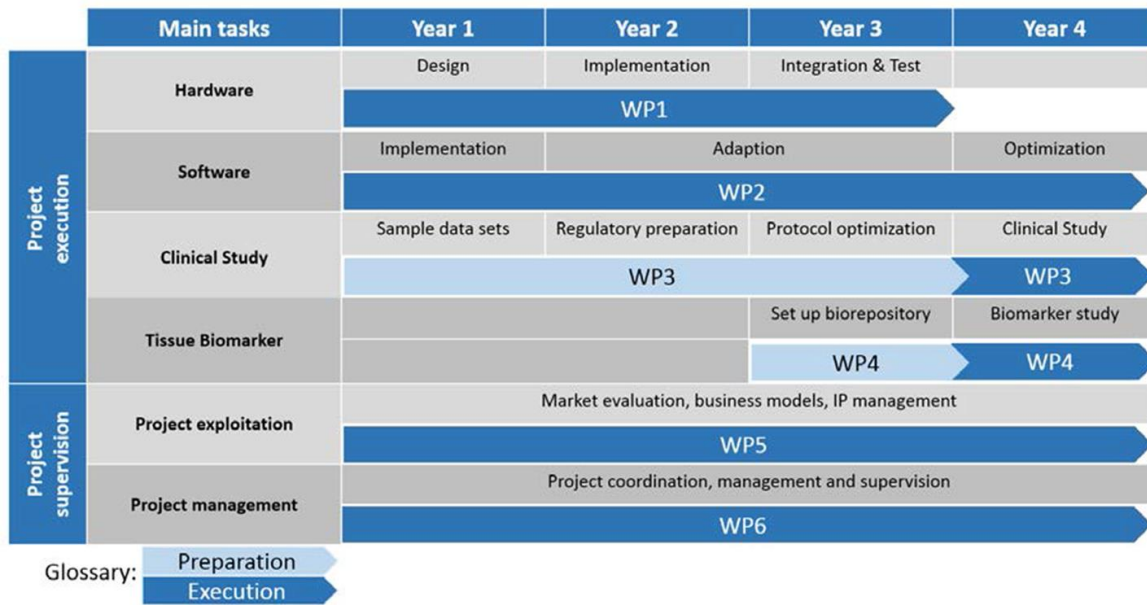 Main tasks Year 1 Year 2 Year 3 Year 4
Project execution
Hardware
Design Implementation Integration & Test
WP1
Software
Implementation Adaption Optimization
WP2
Clinical Study
Sample data sets Regulatory preparation Protocol optimization Clinical Study
WP3 WP3
Tissue Biomarker
Set up biorepository Biomarker study
WP4 WP4
Project supervision
Project exploitation
Market evaluation, business models, IP management
WP5
Project management
Project coordination, management and supervision
WP6
Glossary:
Preparation
Execution